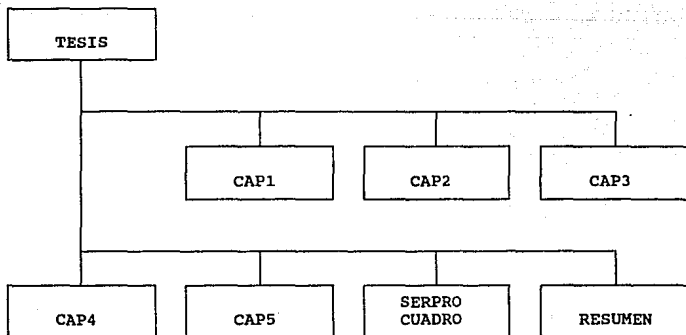 TESIS
CAP1
CAP2
CAP3
CAP4
CAP5
SERPRO
CUADRO
RESUMEN